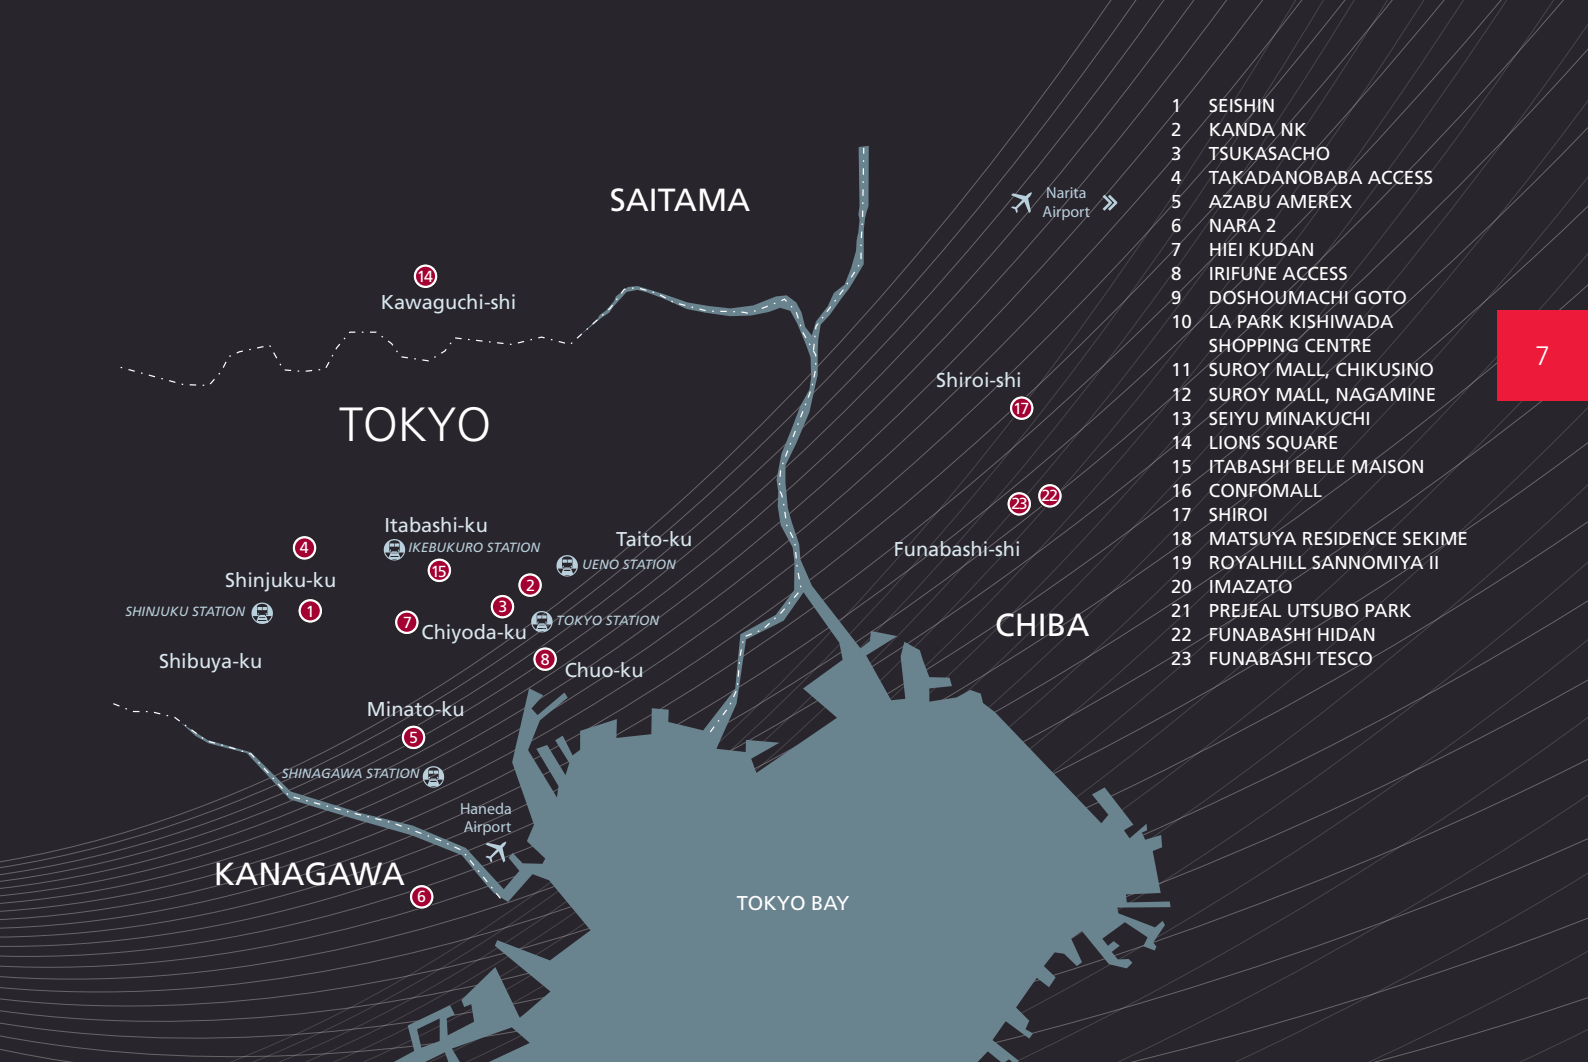 SAITAMA
Narita
Airport
14
Kawaguchi-shi
Shiroi-shi
17
TOKYO
23
22
Itabashi-ku
IKEBUKURO STATION
Taito-ku
UENO STATION
Funabashi-shi
4
Shinjuku-ku
15
2
SHINJUKU STATION
1
3
7
Chiyoda-ku
TOKYO STATION
CHIBA
Shibuya-ku
8
Chuo-ku
Minato-ku
5
SHINAGAWA STATION
Haneda
Airport
KANAGAWA
6
TOKYO BAY
1 SEISHIN
2 KANDA NK
3 TSUKASACHO
4 TAKADANOBABA ACCESS
5 AZABU AMEREX
6 NARA 2
7 HIEI KUDAN
8 IRIFUNE ACCESS
9 DOSHOUMACHI GOTO
10 LA PARK KISHIWADA
SHOPPING CENTRE
11 SUROY MALL, CHIKUSINO
12 SUROY MALL, NAGAMINE
13 SEIYU MINAKUCHI
14 LIONS SQUARE
15 ITABASHI BELLE MAISON
16 CONFOMALL
17 SHIROI
18 MATSUYA RESIDENCE SEKIME
19 ROYALHILL SANNOMIYA II
20 IMAZATO
21 PREJEAL UTSUBO PARK
22 FUNABASHI HIDAN
23 FUNABASHI TESCO
7